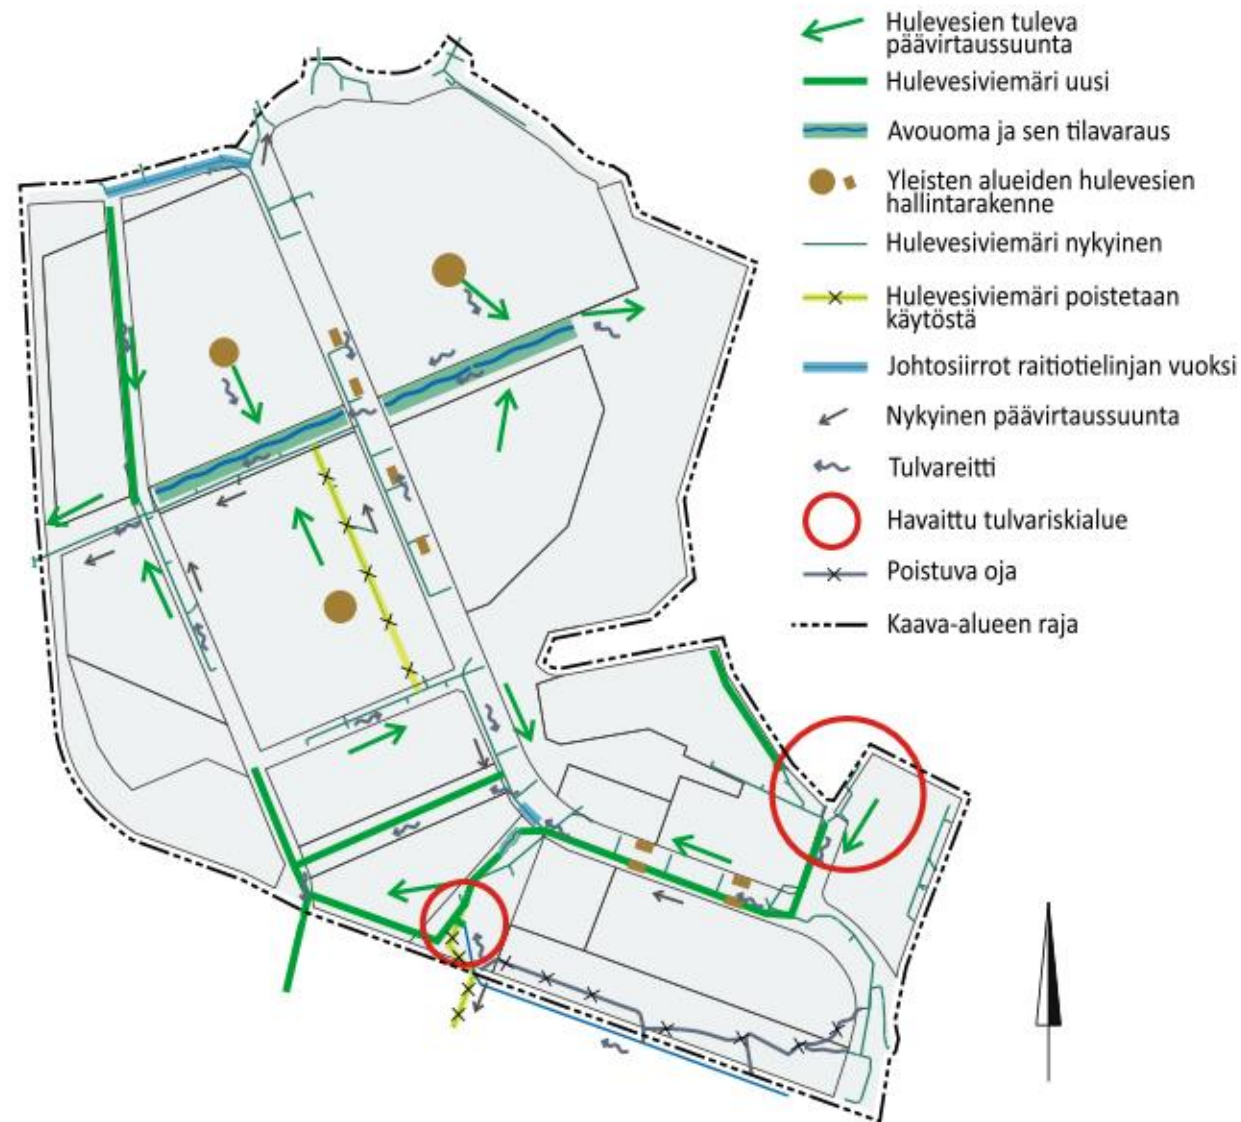 Hulevesien tuleva
päävirtaussuunta
Hulevesiviemäri uusi
Avouoma ja sen tilavaraus
Yleisten alueiden hulevesien
hallintarakenne
Hulevesiviemäri nykyinen
Hulevesiviemäri poistetaan
käytöstä
Johtosiirrot raitiotielinjan vuoksi
Nykyinen päävirtaussuunta
Tulvareitti
Havaittu tulvariskialue
Poistuva oja
Kaava-alueen raja